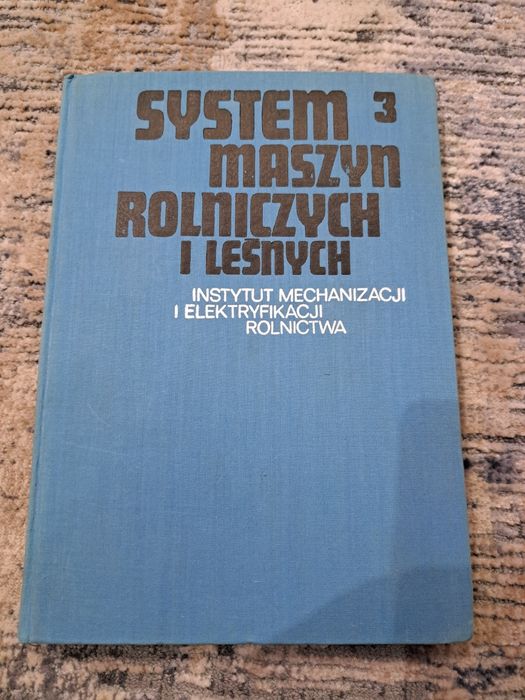 SYSTEM 3
MASZYN
ROLNICZYCH
I LEŚNYCH
INSTYTUT MECHANIZACJI
I ELEKTRYFIKACJI
ROLNICTWA